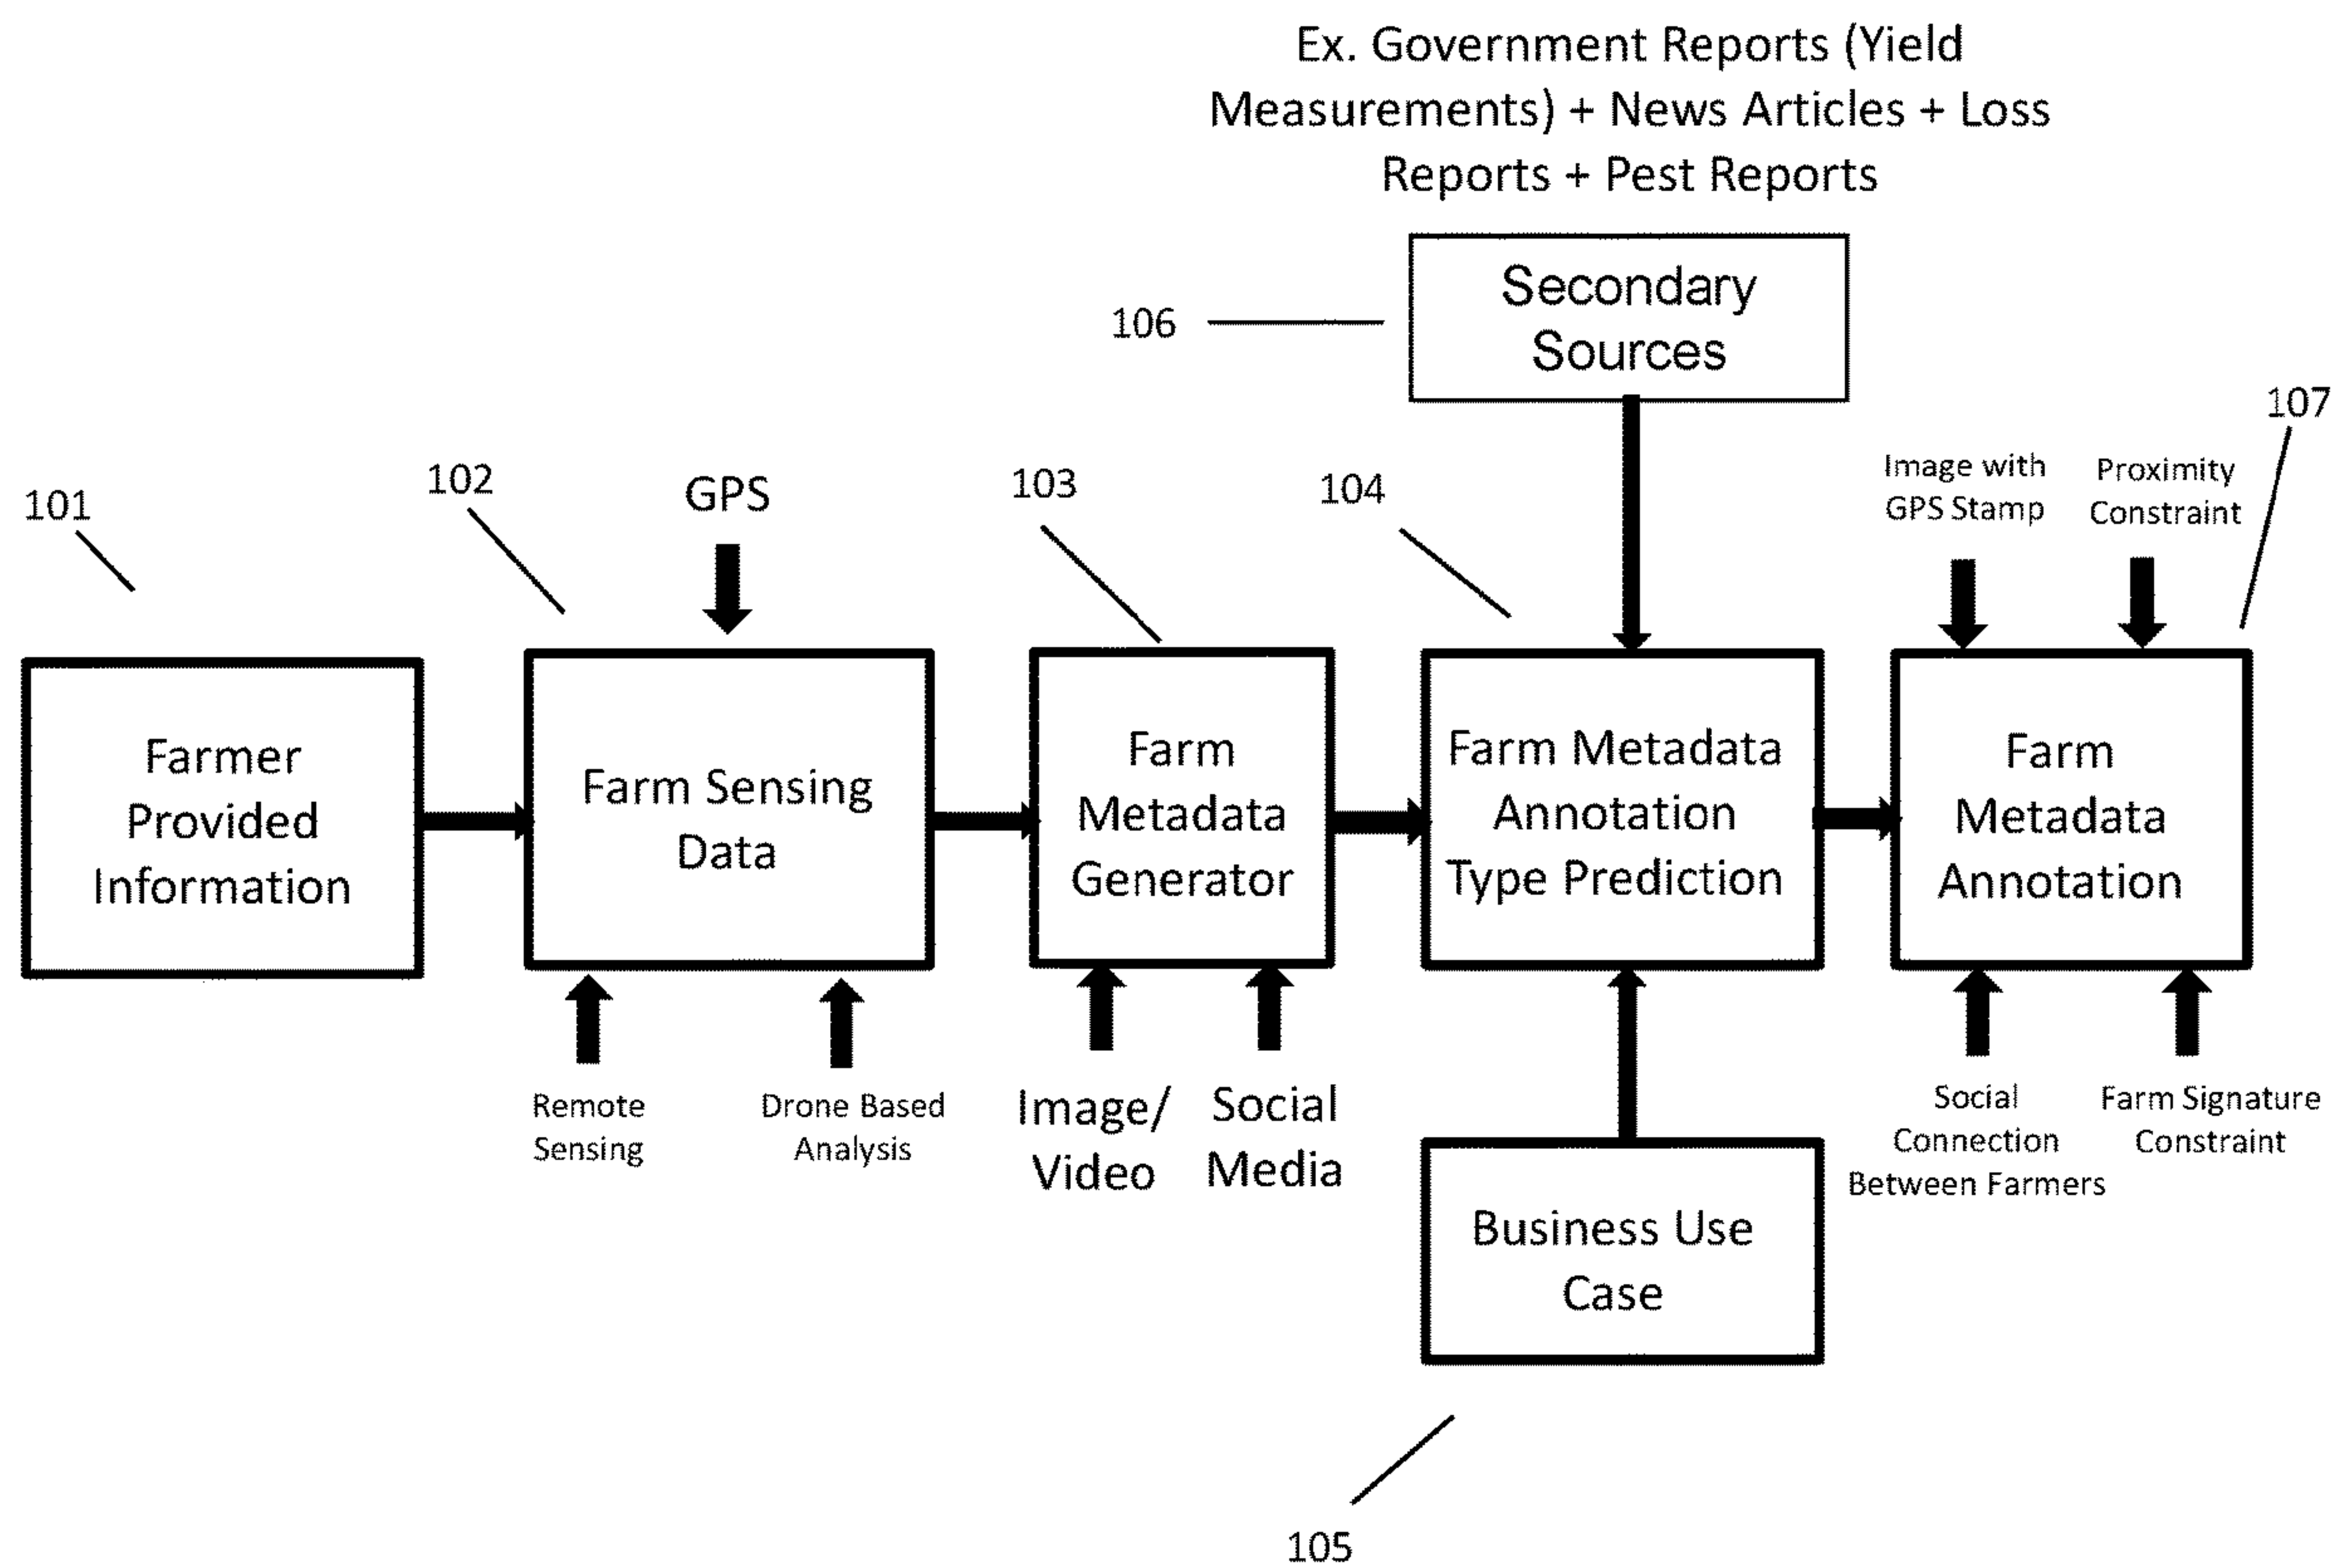 Ex. Government Reports (Yield
Measurements) + News Articles + Loss
Reports + Pest Reports
Secondary
Sources
106
107
101
102
GPS
103
104
Image with
GPS Stamp
Proximity
Constraint
Farmer
Provided
Information
Farm Sensing
Data
Farm
Metadata
Generator
Farm Metadata
Annotation
Type Prediction
Farm
Metadata
Annotation
Remote
Sensing
Drone Based
Analysis
Image/
Video
Social
Media
Business Use
Case
Social
Connection
Between Farmers
Farm Signature
Constraint
105